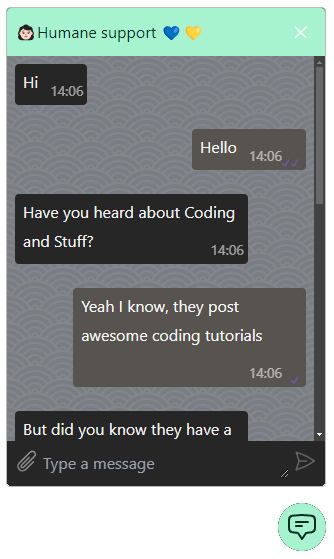 Humane support
Hi
14:06
Hello
14:06
Have you heard about Coding
and Stuff?
14:06
Yeah I know, they post
awesome coding tutorials
14:06
But did you know they have a
Type a message